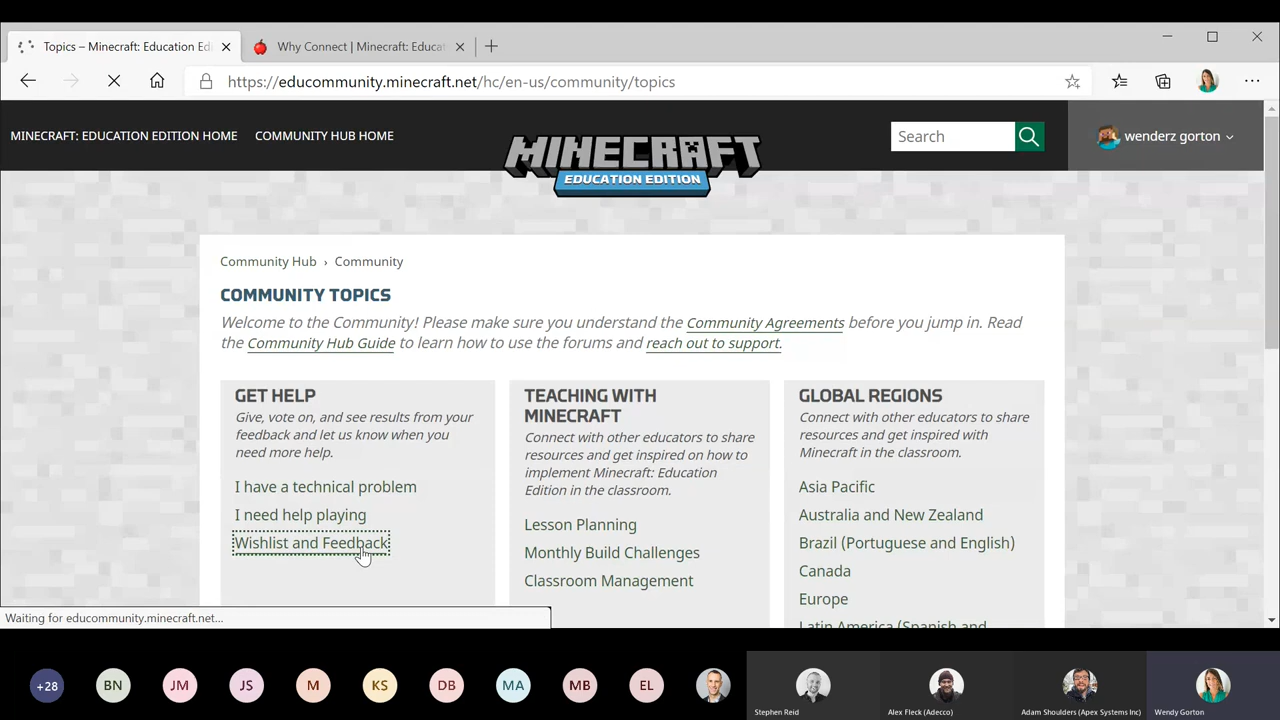 Topics – Minecraft: Education Ed
Why Connect | Minecraft: Educat
https://educommunity.minecraft.net/hc/en-us/community/topics
MINECRAFT: EDUCATION EDITION HOME
COMMUNITY HUB HOME
MINECRAFT
EDUCATION EDITION
Search
wenderz gorton
Community Hub › Community
COMMUNITY TOPICS
Welcome to the Community! Please make sure you understand the Community Agreements before you jump in. Read
the Community Hub Guide to learn how to use the forums and reach out to support.
GET HELP
Give, vote on, and see results from your
feedback and let us know when you
need more help.
I have a technical problem
I need help playing
Wishlist and Feedback
TEACHING WITH
MINECRAFT
Connect with other educators to share
resources and get inspired on how to
implement Minecraft: Education
Edition in the classroom.
Lesson Planning
Monthly Build Challenges
Classroom Management
GLOBAL REGIONS
Connect with other educators to share
resources and get inspired with
Minecraft in the classroom.
Asia Pacific
Australia and New Zealand
Brazil (Portuguese and English)
Canada
Europe
Latin America (Spanish and
Waiting for educommunity.minecraft.net...
+28
BN
JM
JS
M
KS
DB
MA
MB
EL
Stephen Reid
Alex Fleck (Adecco)
Adam Shoulders (Apex Systems Inc)
Wendy Gorton